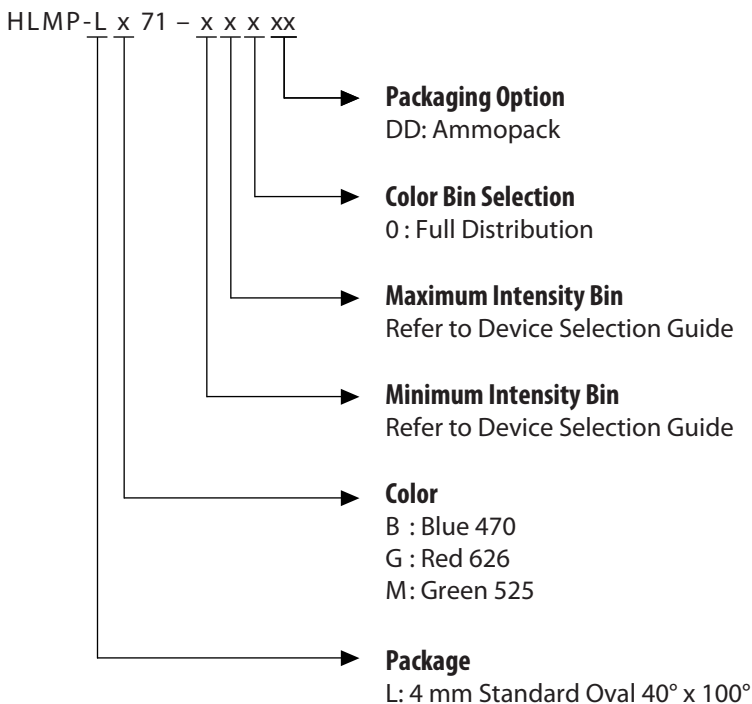 HLMP-L x 71 – x x x xx
Packaging Option
DD: Ammopack
Color Bin Selection
0 : Full Distribution
Maximum Intensity Bin
Refer to Device Selection Guide
Minimum Intensity Bin
Refer to Device Selection Guide
Color
B : Blue 470
G : Red 626
M : Green 525
Package
L: 4 mm Standard Oval 40° x 100°